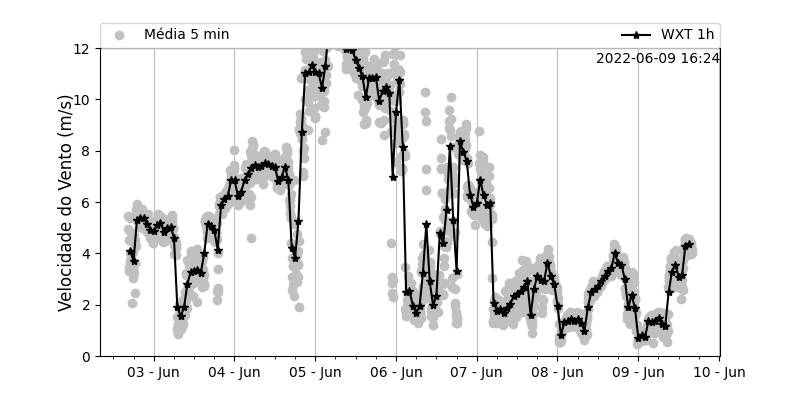 Média 5 min
WXT 1h
2022-06-09 16:24
Velocidade do Vento (m/s)
12
10
8
6
4
2
0
03 - Jun 04 - Jun 05 - Jun 06 - Jun 07 - Jun 08 - Jun 09 - Jun 10 - Jun